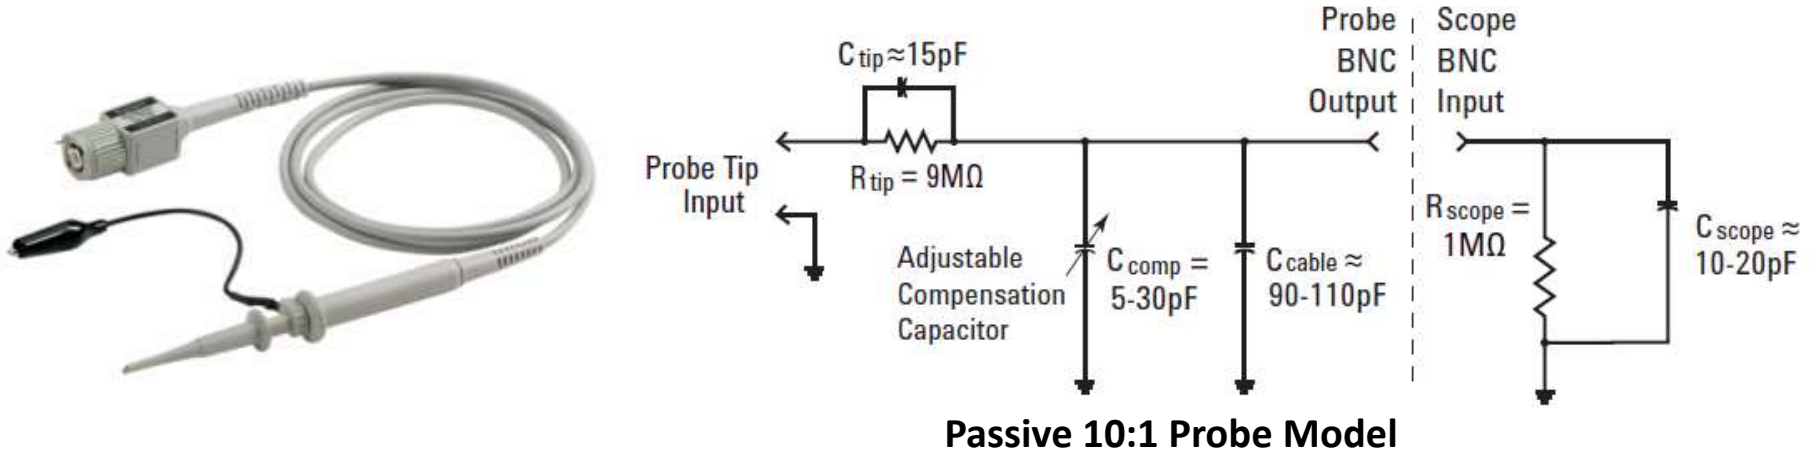 Probe
BNC
Output
Scope
BNC
Input
C tip ≈15pF
R tip = 9MΩ
Probe Tip
Input
Adjustable
Compensation
Capacitor
C comp =
5-30pF
C cable ≈
90-110pF
R scope =
1MΩ
C scope ≈
10-20pF
Passive 10:1 Probe Model